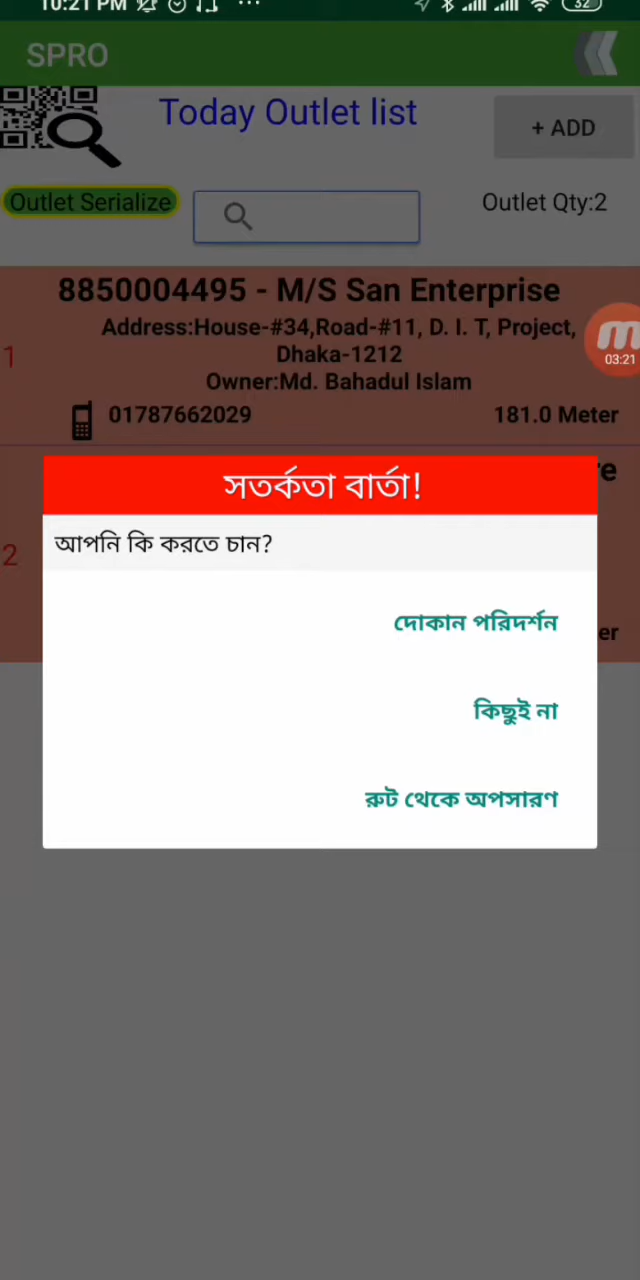 10:21 PM ... 32
SPRO
Today Outlet list
+ ADD
Outlet Serialize
Outlet Qty:2
8850004495 - M/S San Enterprise
Address:House-#34,Road-#11, D. I. T, Project,
Dhaka-1212
Owner:Md. Bahadul Islam
1
01787662029
181.0 Meter
03:21
সতর্কতা বার্তা!
আপনি কি করতে চান?
2
দোকান পরিদর্শন
কিছুই না
রুট থেকে অপসারণ